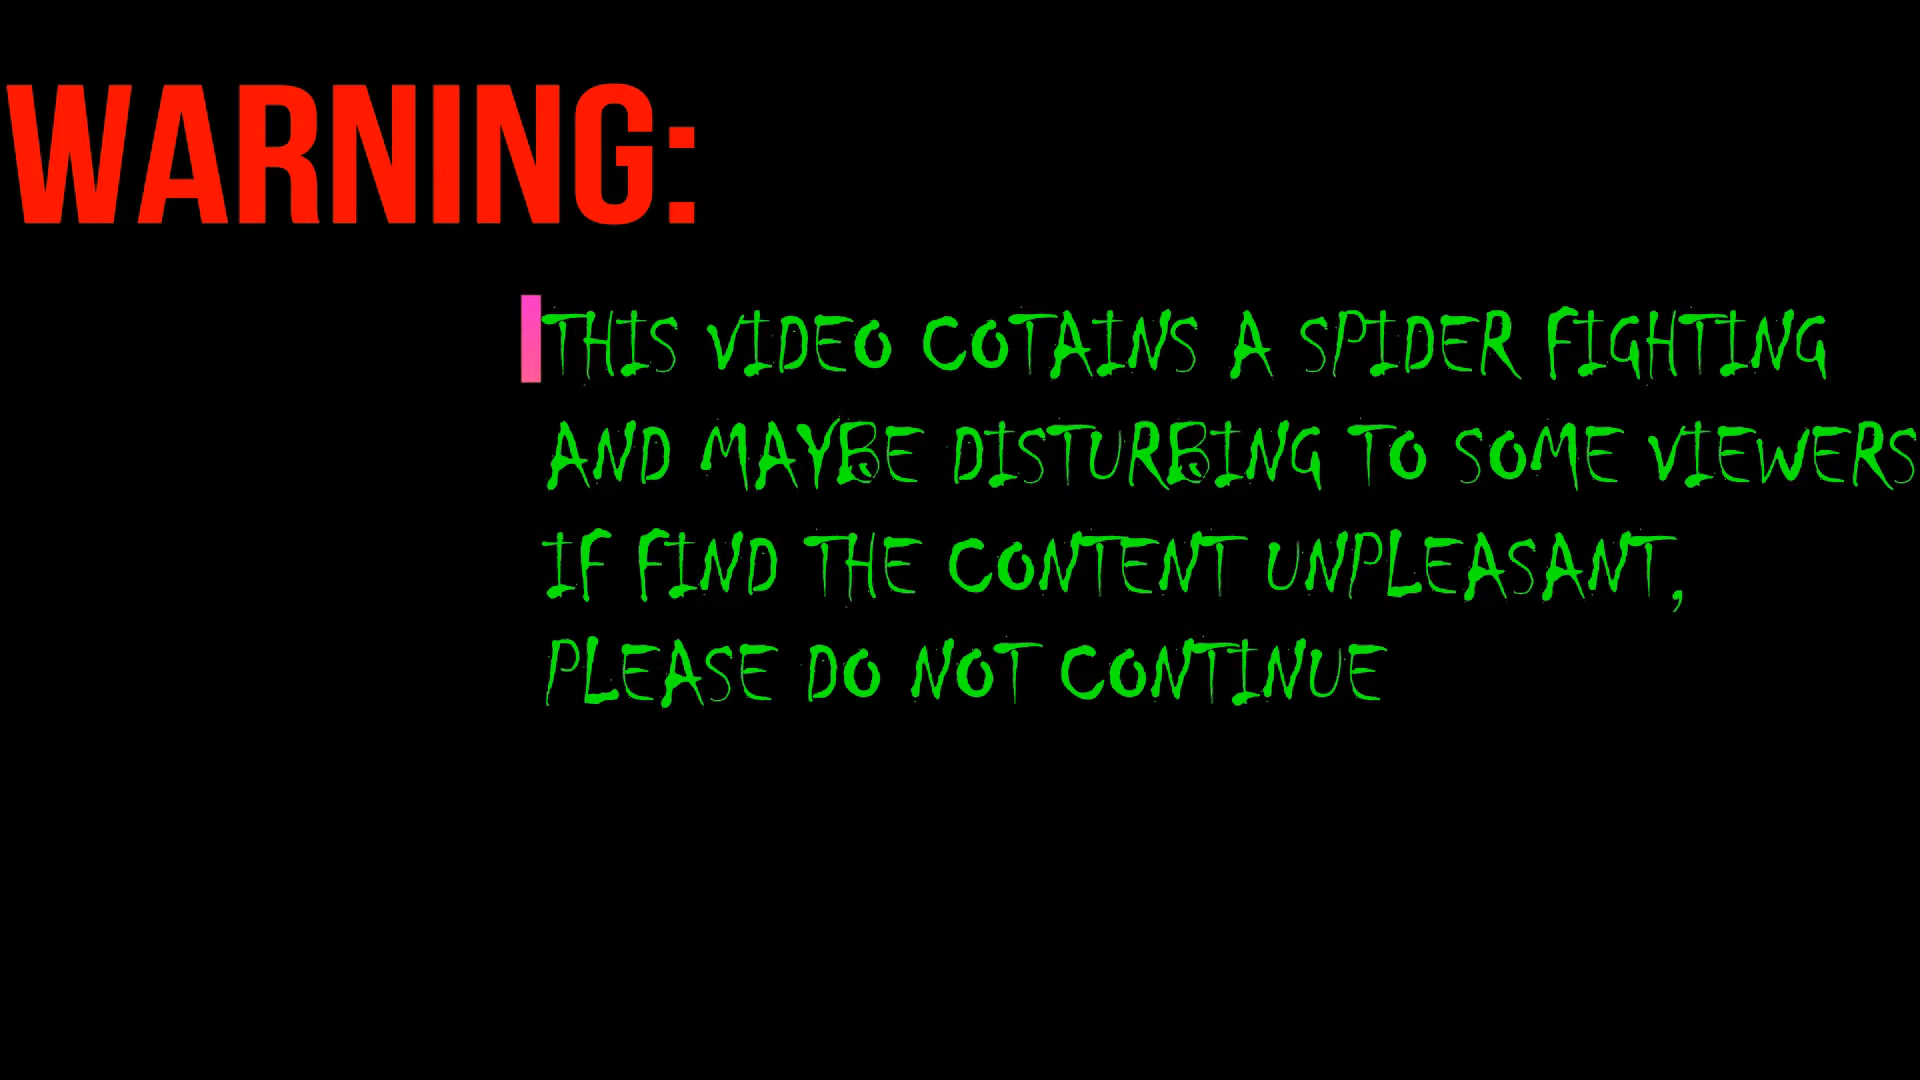 WARNING:
THIS VIDEO COTAINS A SPIDER FIGHTING
AND MAYBE DISTURBING TO SOME VIEWERS
IF FIND THE CONTENT UNPLEASANT,
PLEASE DO NOT CONTINUE